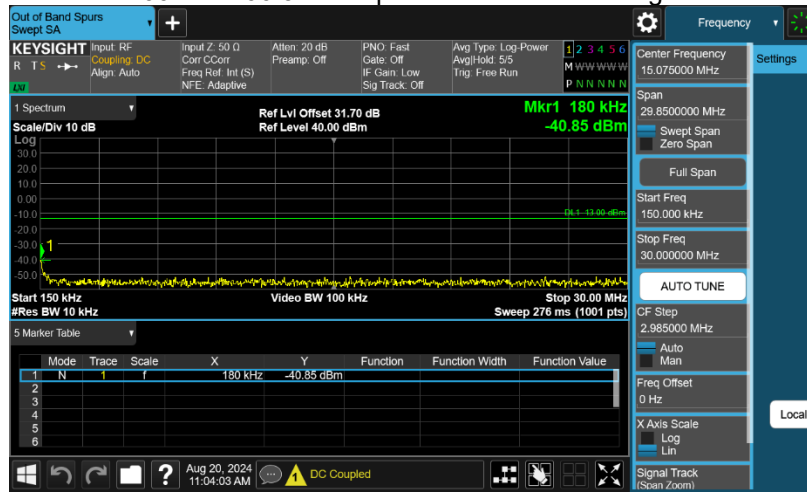 Out of Band Spurs
Swept SA
Frequency
KEYSIGHT
R T S
LXI
Input: RF
Coupling: DC
Align: Auto
Input Z: 50 Ω
Corr CCorr
Freq Ref: Int (S)
NFE: Adaptive
Atten: 20 dB
Preamp: Off
PNO: Fast
Gate: Off
IF Gain: Low
Sig Track: Off
Avg Type: Log-Power
Avg|Hold: 5/5
Trig: Free Run
1 2 3 4 5 6
M W W W W W
P N N N N N
1 Spectrum
Scale/Div 10 dB
Ref Lvl Offset 31.70 dB
Ref Level 40.00 dBm
Mkr1 180 kHz
-40.85 dBm
Log
30.0
20.0
10.0
0.00
-10.0
DL1 -13.00 dBm
-20.0
-30.0
1
-40.0
-50.0
Start 150 kHz
Video BW 100 kHz
Stop 30.00 MHz
#Res BW 10 kHz
Sweep 276 ms (1001 pts)
5 Marker Table
Mode Trace Scale X Y Function Function Width Function Value
1 N 1 f 180 kHz -40.85 dBm
2
3
4
5
6
Aug 20, 2024
11:04:03 AM
DC Coupled
Center Frequency
15.075000 MHz
Settings
Span
29.8500000 MHz
Swept Span
Zero Span
Full Span
Start Freq
150.000 kHz
Stop Freq
30.000000 MHz
AUTO TUNE
CF Step
2.985000 MHz
Auto
Man
Freq Offset
0 Hz
Local
X Axis Scale
Log
Lin
Signal Track
(Span Zoom)